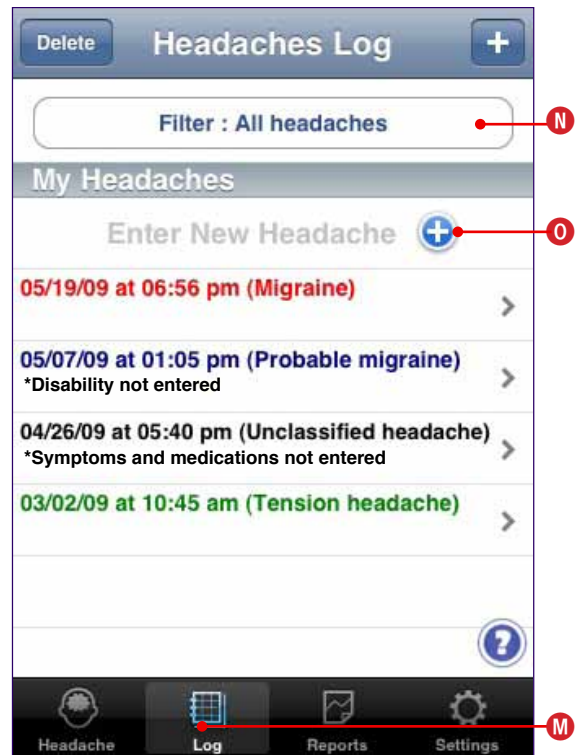 Delete Headaches Log +
Filter : All headaches N
My Headaches
Enter New Headache + O
05/19/09 at 06:56 pm (Migraine)
05/07/09 at 01:05 pm (Probable migraine)
*Disability not entered
04/26/09 at 05:40 pm (Unclassified headache)
*Symptoms and medications not entered
03/02/09 at 10:45 am (Tension headache)
?
M
Headache Log Reports Settings